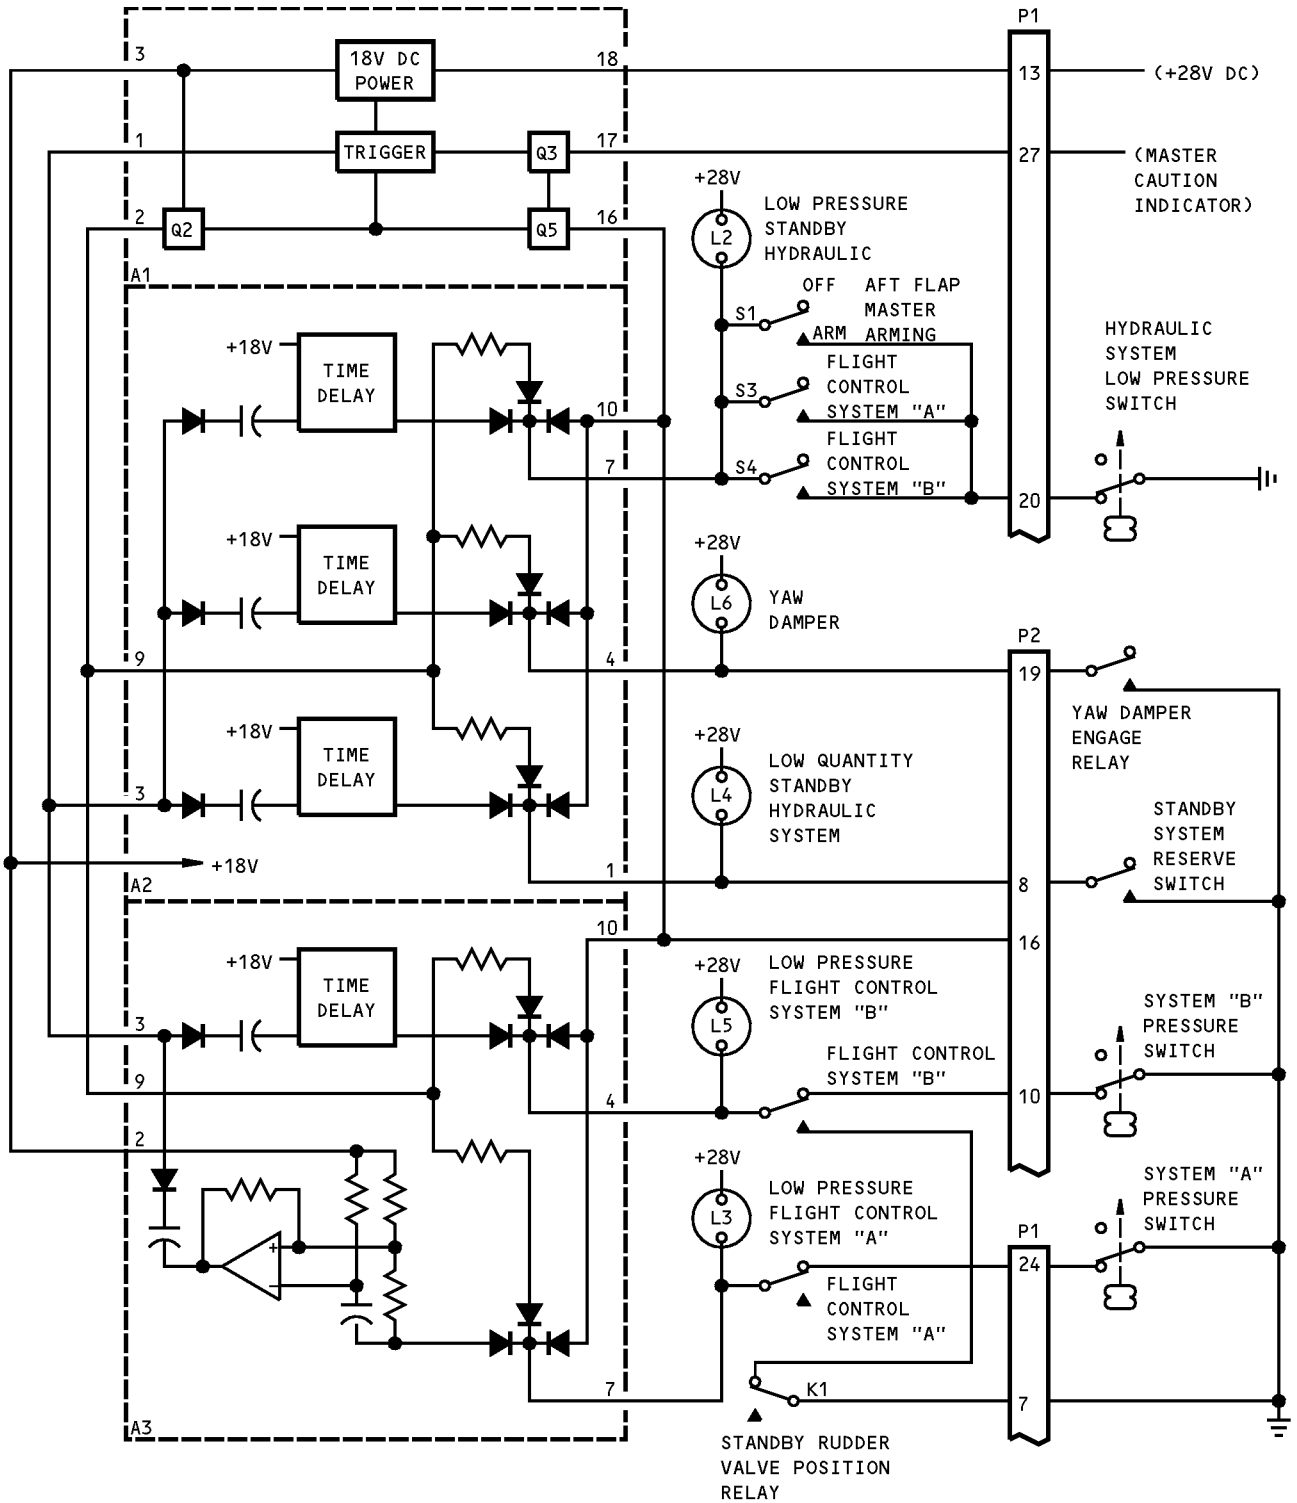 P1
3
18V DC
POWER
18
13
(+28V DC)
1
TRIGGER
Q3
17
27
(MASTER
CAUTION
INDICATOR)
2
Q2
Q5
16
A1
+28V
L2
LOW PRESSURE
STANDBY
HYDRAULIC
OFF
AFT FLAP
MASTER
ARMING
S1
ARM
FLIGHT
CONTROL
SYSTEM "A"
S3
FLIGHT
CONTROL
SYSTEM "B"
S4
20
HYDRAULIC
SYSTEM
LOW PRESSURE
SWITCH
+18V
TIME
DELAY
10
7
+18V
TIME
DELAY
+28V
L6
YAW
DAMPER
9
4
P2
19
YAW DAMPER
ENGAGE
RELAY
+18V
TIME
DELAY
3
+28V
L4
LOW QUANTITY
STANDBY
HYDRAULIC
SYSTEM
STANDBY
SYSTEM
RESERVE
SWITCH
+18V
1
8
A2
10
16
+18V
TIME
DELAY
3
+28V
L5
LOW PRESSURE
FLIGHT CONTROL
SYSTEM "B"
SYSTEM "B"
PRESSURE
SWITCH
FLIGHT CONTROL
SYSTEM "B"
9
4
10
2
+28V
L3
LOW PRESSURE
FLIGHT CONTROL
SYSTEM "A"
SYSTEM "A"
PRESSURE
SWITCH
P1
24
+
−
FLIGHT
CONTROL
SYSTEM "A"
7
K1
7
A3
STANDBY RUDDER
VALVE POSITION
RELAY